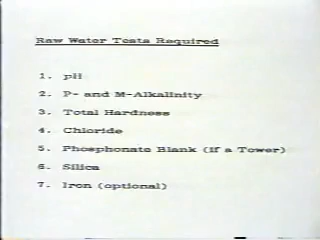 Raw Water Tests Required
1. pH
2. P- and M-Alkalinity
3. Total Hardness
4. Chloride
5. Phosphonate Blank (if a Tower)
6. Silica
7. Iron (optional)